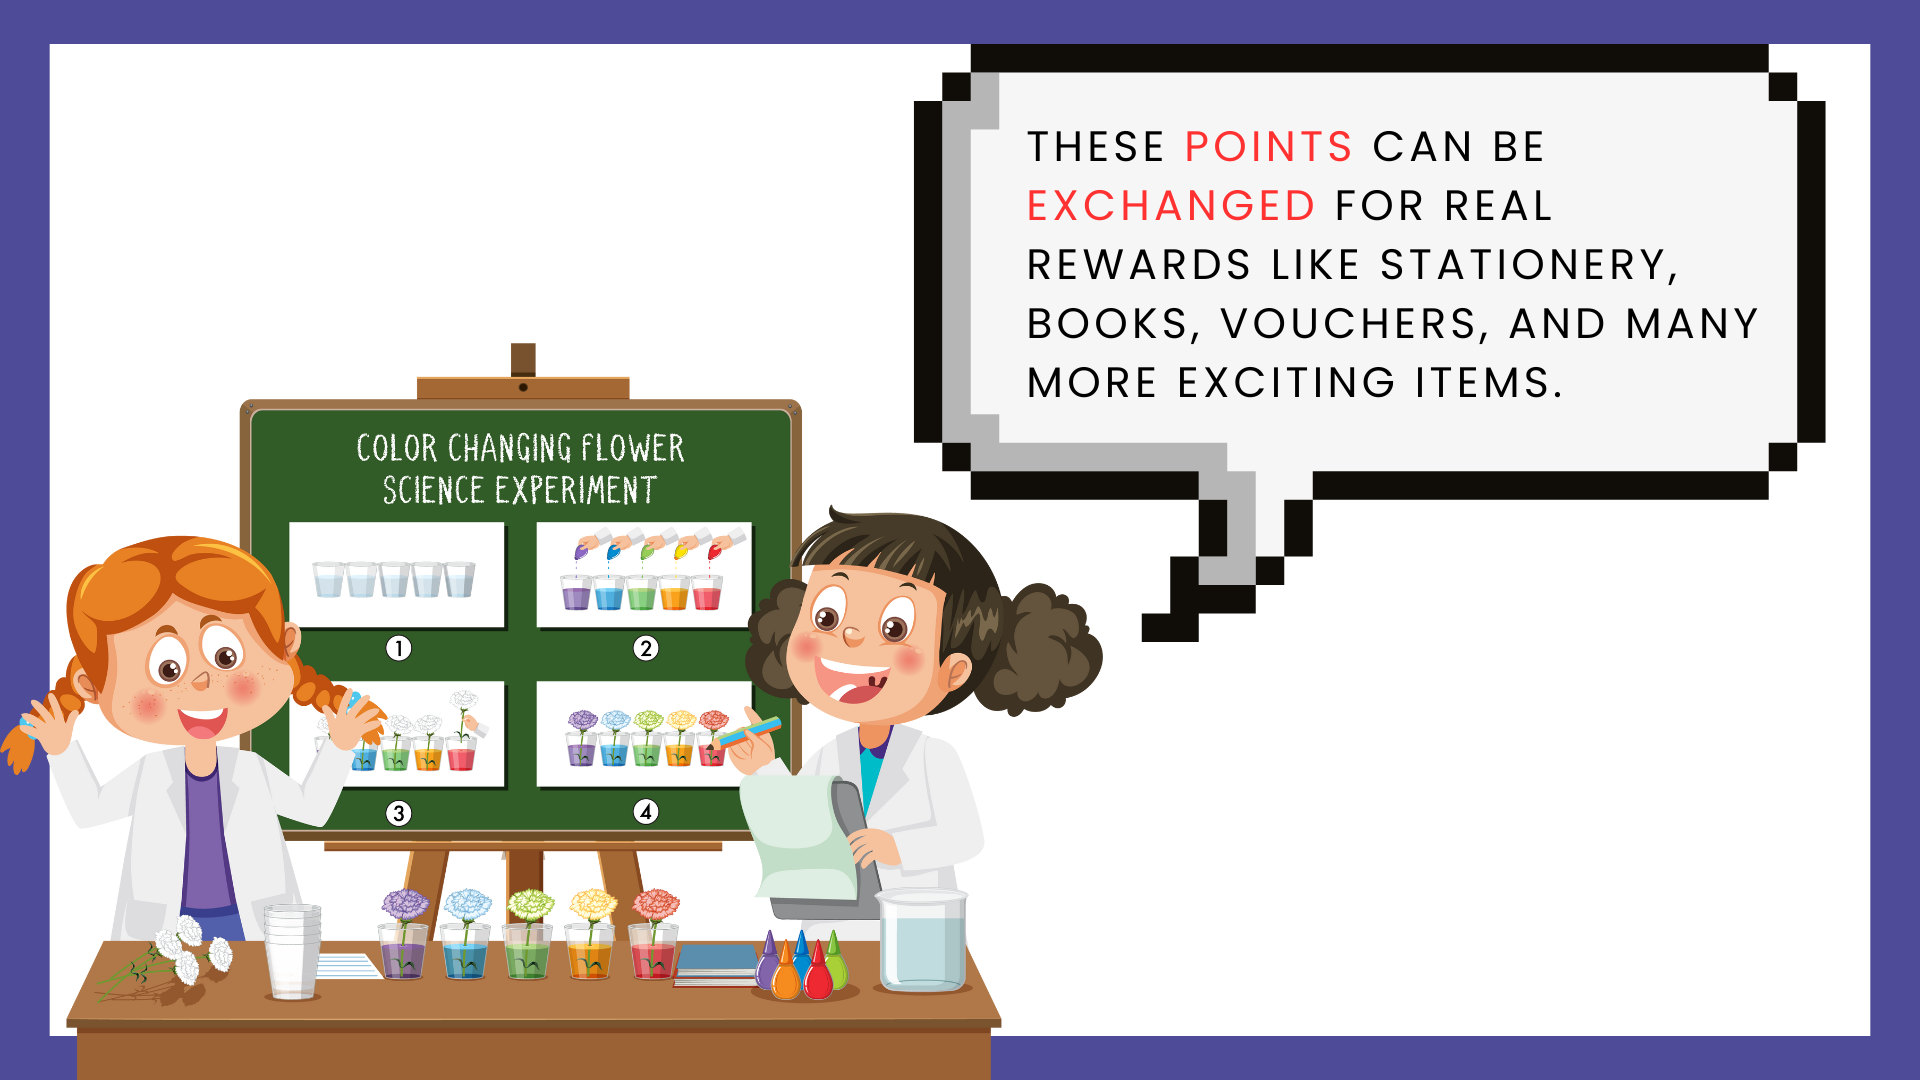 THESE POINTS CAN BE
EXCHANGED FOR REAL
REWARDS LIKE STATIONERY,
BOOKS, VOUCHERS, AND MANY
MORE EXCITING ITEMS.
COLOR CHANGING FLOWER
SCIENCE EXPERIMENT
1
2
3
4